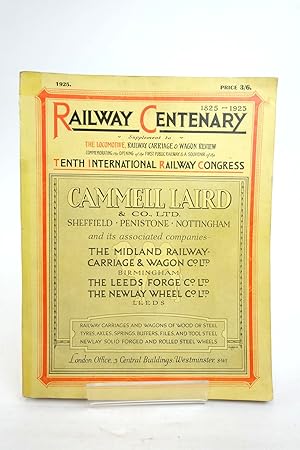 1925.
PRICE 3/6.
1825 - 1925
RAILWAY CENTENARY
Supplement to
THE LOCOMOTIVE, RAILWAY CARRIAGE & WAGON REVIEW
COMMEMORATING the OPENING of the FIRST PUBLIC RAILWAY & A SOUVENIR of the
TENTH INTERNATIONAL RAILWAY CONGRESS
CAMMELL LAIRD
& CO. LTD.
SHEFFIELD · PENISTONE · NOTTINGHAM
and its associated companies
THE MIDLAND RAILWAY-
CARRIAGE & WAGON CO LTD
BIRMINGHAM
THE LEEDS FORGE CO LTD
THE NEWLAY WHEEL CO LTD
LEEDS
RAILWAY CARRIAGES AND WAGONS OF WOOD OR STEEL
TYRES, AXLES, SPRINGS, BUFFERS, FILES, AND TOOL STEEL
NEWLAY SOLID FORGED AND ROLLED STEEL WHEELS
London Office, 3 Central Buildings, Westminster. S.W.1